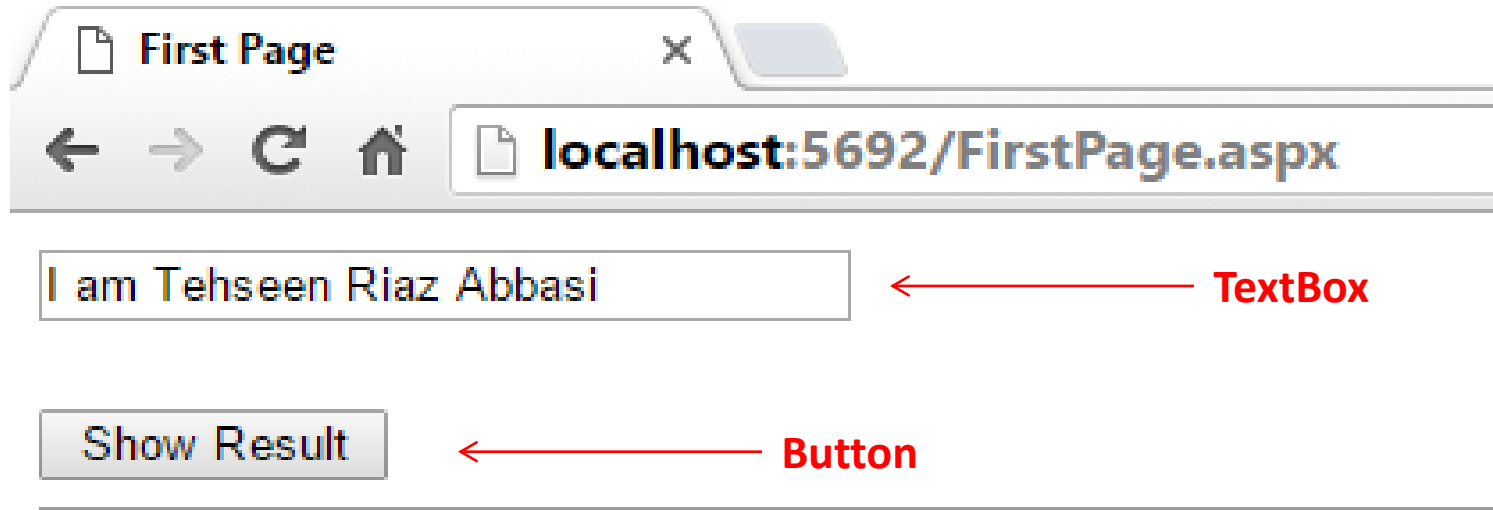 First Page
localhost:5692/FirstPage.aspx
I am Tehseen Riaz Abbasi
TextBox
Show Result
Button